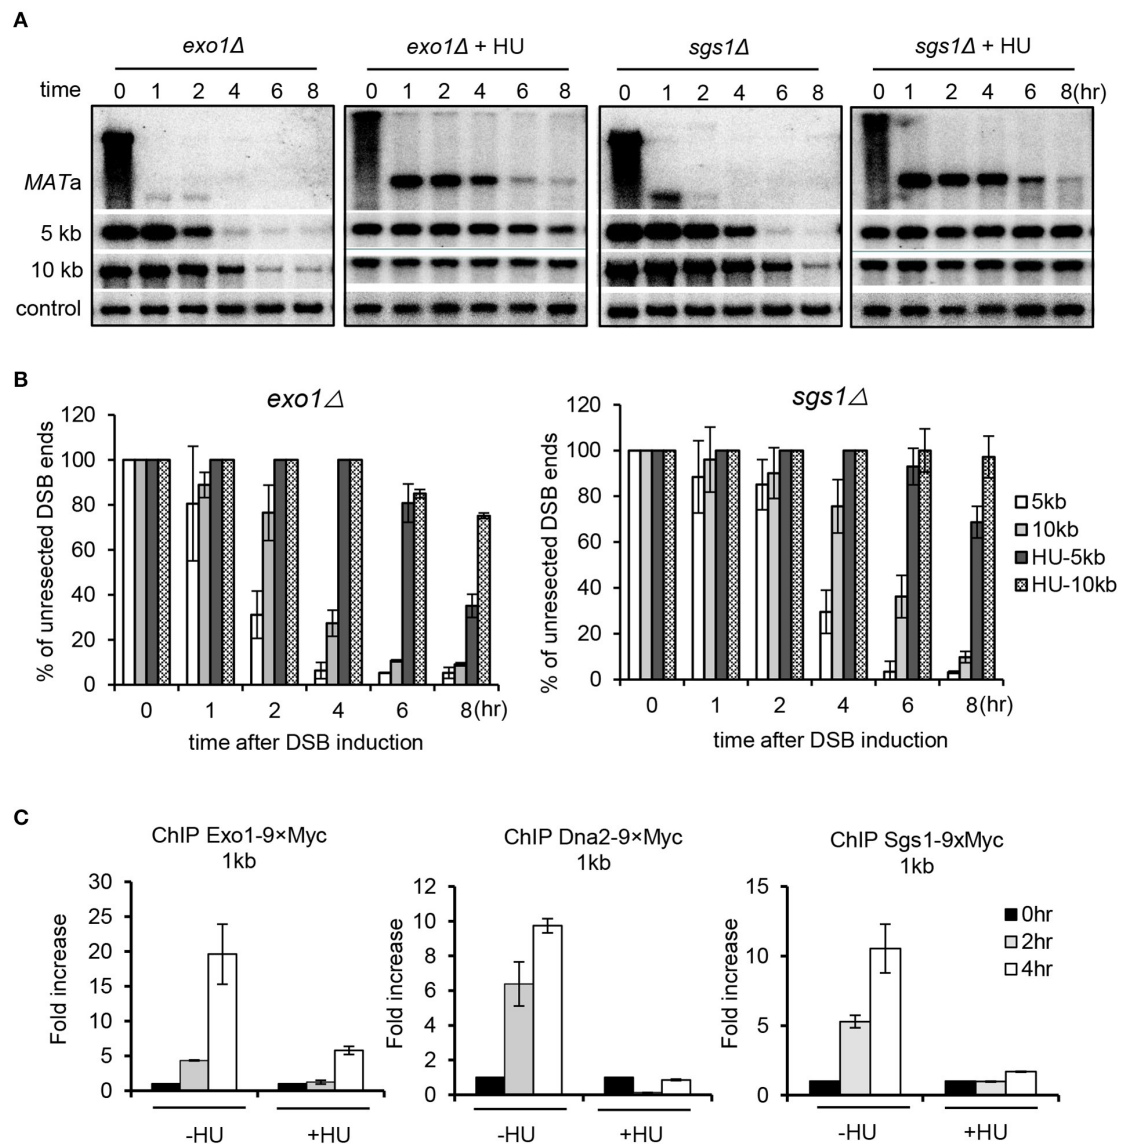 A
exo1Δ exo1Δ + HU sgs1Δ sgs1Δ + HU
time 0 1 2 4 6 8 0 1 2 4 6 8 0 1 2 4 6 8 0 1 2 4 6 8(hr)
MATa
5 kb
10 kb
control
B
exo1△
% of unresected DSB ends
120
100
80
60
40
20
0
0 1 2 4 6 8(hr)
time after DSB induction
sgs1△
% of unresected DSB ends
120
100
80
60
40
20
0
0 1 2 4 6 8(hr)
time after DSB induction
5kb
10kb
HU-5kb
HU-10kb
C
ChIP Exo1-9×Myc
1kb
Fold increase
30
25
20
15
10
5
0
-HU +HU
ChIP Dna2-9×Myc
1kb
Fold increase
12
10
8
6
4
2
0
-HU +HU
ChIP Sgs1-9xMyc
1kb
Fold increase
15
10
5
0
-HU +HU
0hr
2hr
4hr